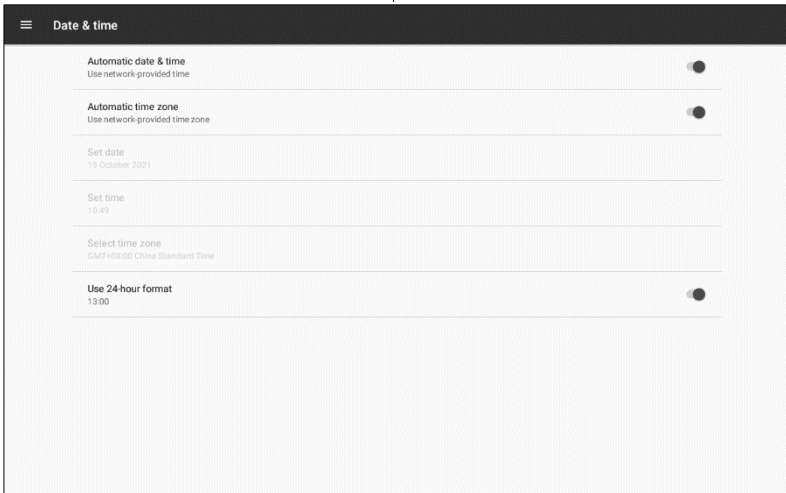 Date & time
Automatic date & time
Use network-provided time
Automatic time zone
Use network-provided time zone
Set date
19 October 2021
Set time
10:49
Select time zone
GMT+08:00 China Standard Time
Use 24-hour format
13:00